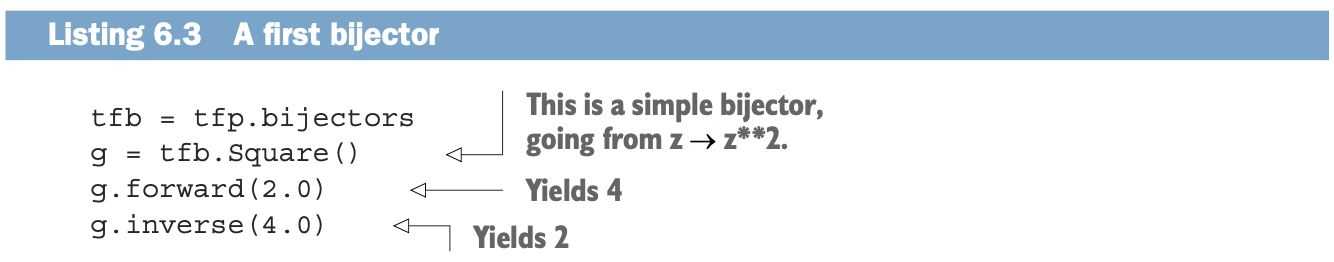 Listing 6.3 A first bijector
tfb = tfp.bijectors
g = tfb.Square()
g.forward(2.0)
g.inverse(4.0)
This is a simple bijector,
going from z → z**2.
Yields 4
Yields 2